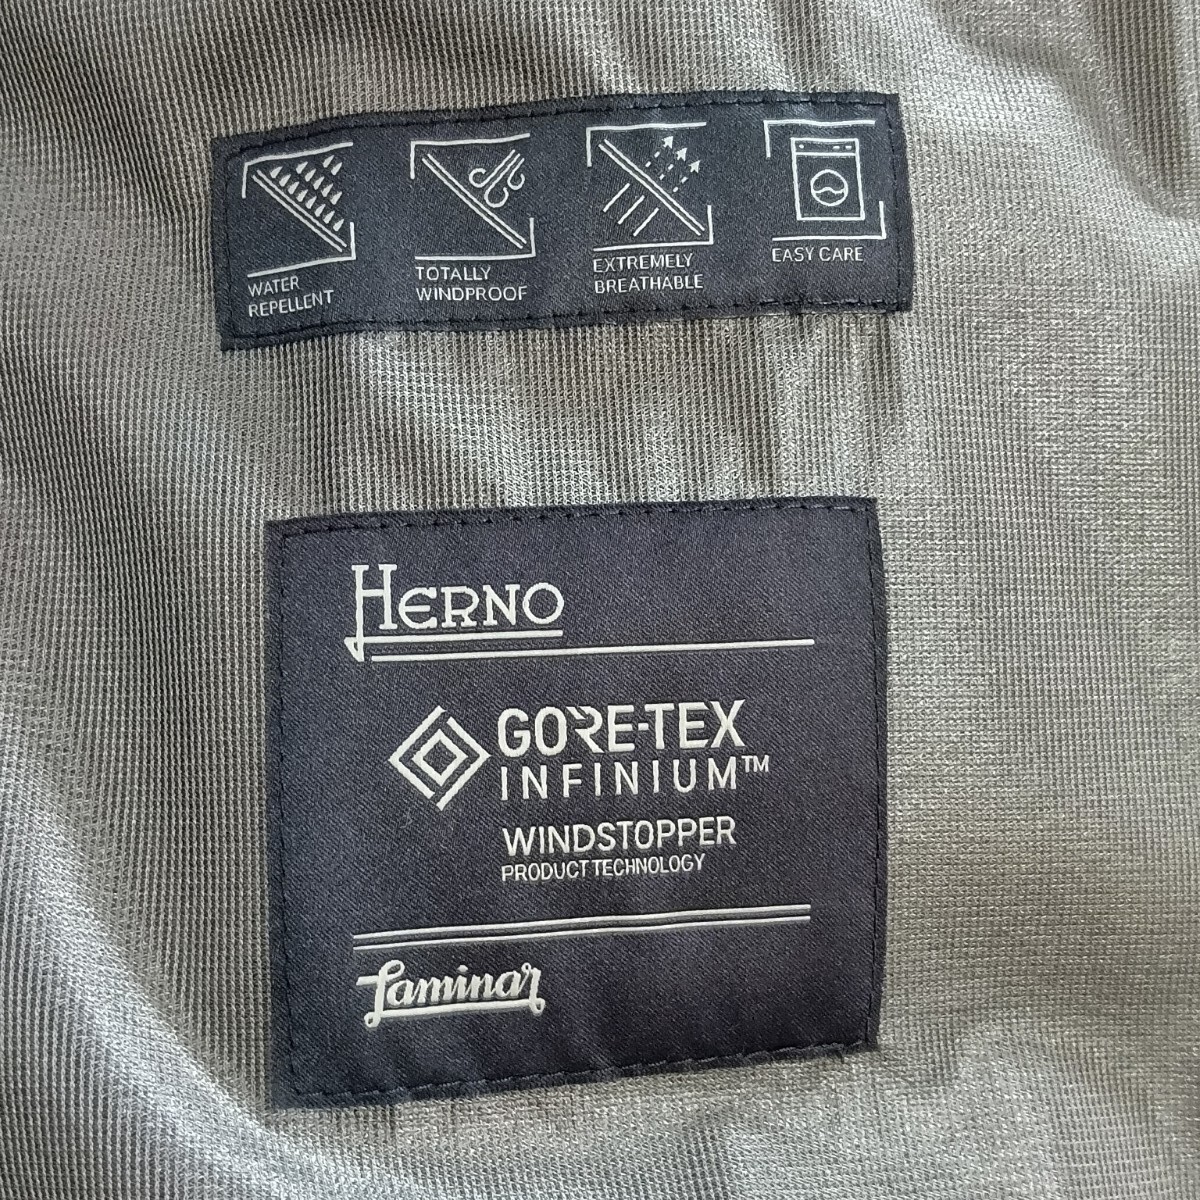 WATER
REPELLENT
TOTALLY
WINDPROOF
EXTREMELY
BREATHABLE
EASY CARE
HERNO
GORE-TEX
INFINIUM™
WINDSTOPPER
PRODUCT TECHNOLOGY
Laminar